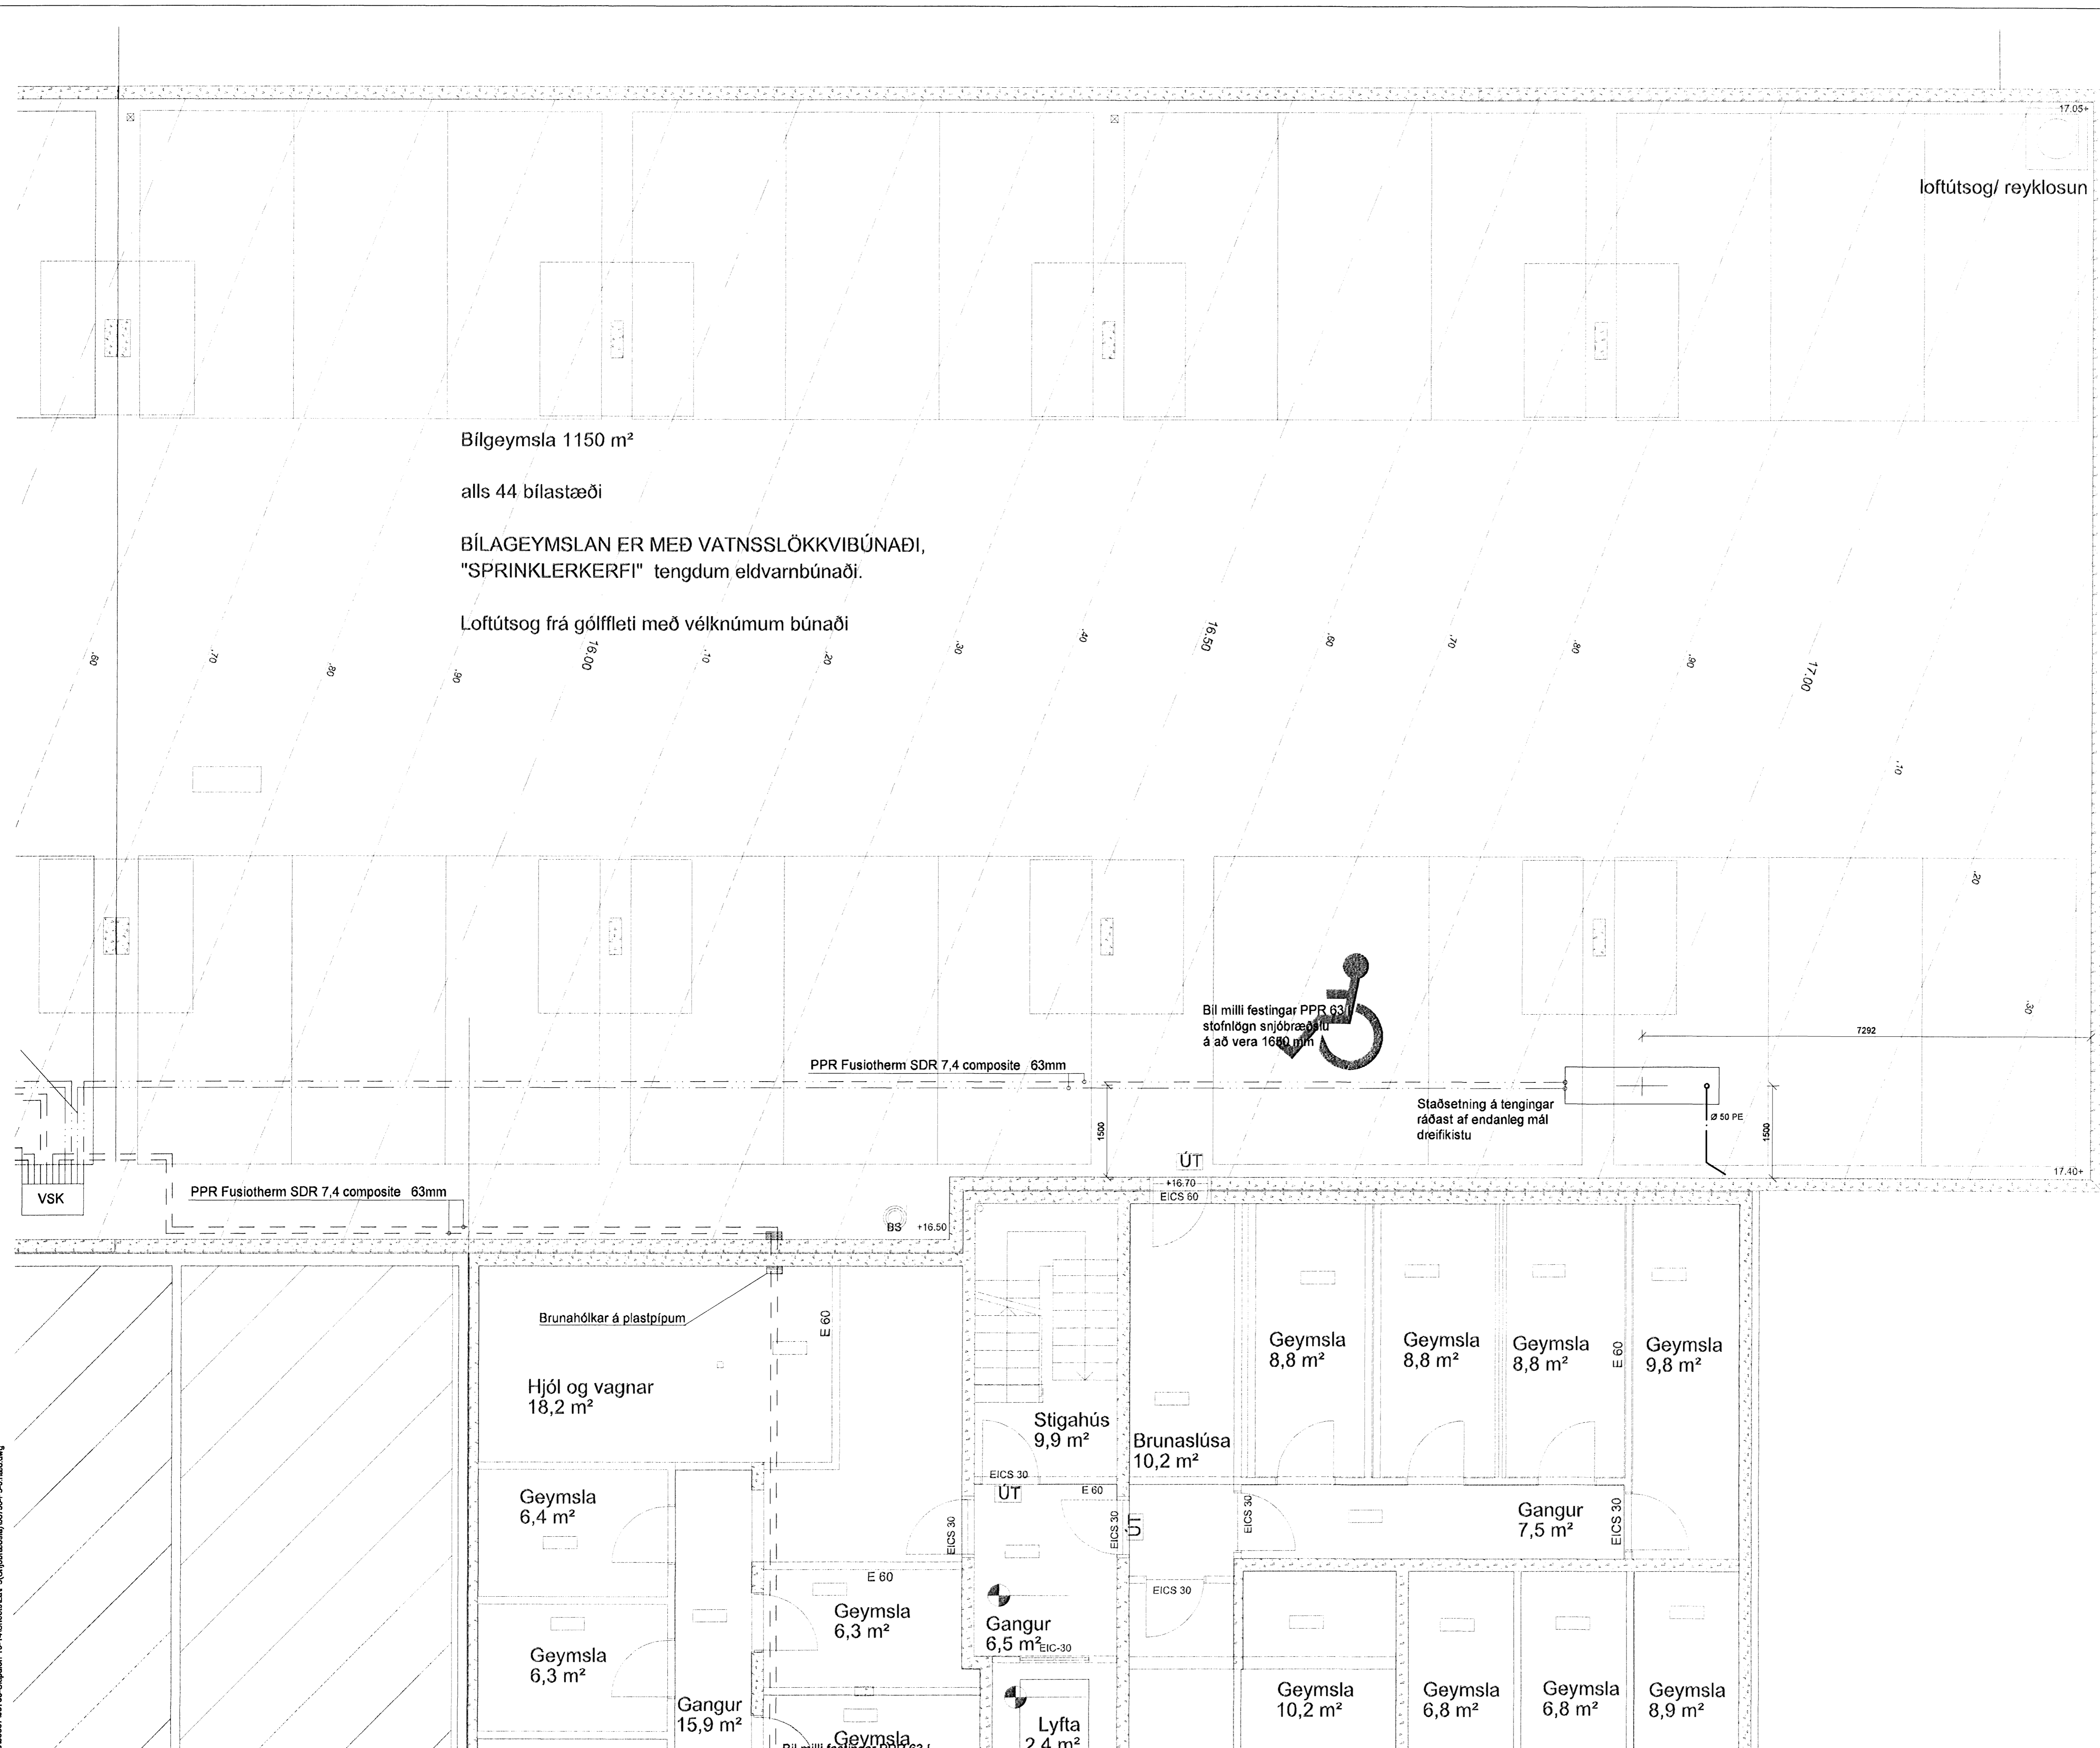 17.05+
loftútsog/ reyklosun
Bílgeymsla 1150 m²
alls 44 bílastæði
BÍLAGEYMSLAN ER MEÐ VATNSSLÖKKVIBÚNAÐI,
"SPRINKLERKERFI" tengdum eldvarnbúnaði.
Loftútsog frá gólffleti með vélknúmum búnaði
.60
.70
.80
.90
16.00
.10
.20
.30
.40
16.50
.60
.70
.80
.90
17.00
.10
.20
.30
Bil milli festingar PPR 63
stofnlögn snjóbræðslu
á að vera 1650 mm
7292
PPR Fusiotherm SDR 7,4 composite 63mm
Staðsetning á tengingar
ráðast af endanleg mál
dreifikistu
Ø 50 PE
1500
1500
ÚT
17.40+
+16.70
EICS 60
VSK
PPR Fusiotherm SDR 7,4 composite 63mm
BS
+16.50
Brunahólkar á plastpípum
E 60
Hjól og vagnar
18,2 m²
Stigahús
9,9 m²
Brunaslúsa
10,2 m²
Geymsla
8,8 m²
Geymsla
8,8 m²
Geymsla
8,8 m²
E 60
Geymsla
9,8 m²
EICS 30
ÚT
E 60
Geymsla
6,4 m²
EICS 30
EICS 30
ÚT
EICS 30
Gangur
7,5 m²
EICS 30
E 60
EICS 30
Geymsla
6,3 m²
Gangur
6,5 m²
EIC-30
Geymsla
6,3 m²
Gangur
15,9 m²
Geymsla
Lyfta
2,4 m²
Geymsla
10,2 m²
Geymsla
6,8 m²
Geymsla
6,8 m²
Geymsla
8,9 m²